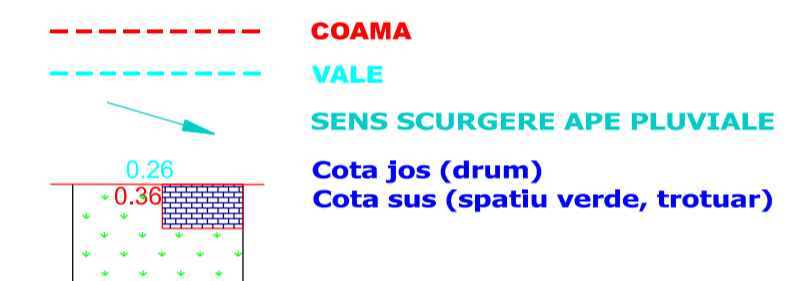 COAMA
VALE
SENS SCURGERE APE PLUVIALE
0.26
Cota jos (drum)
0.36
Cota sus (spatiu verde, trotuar)